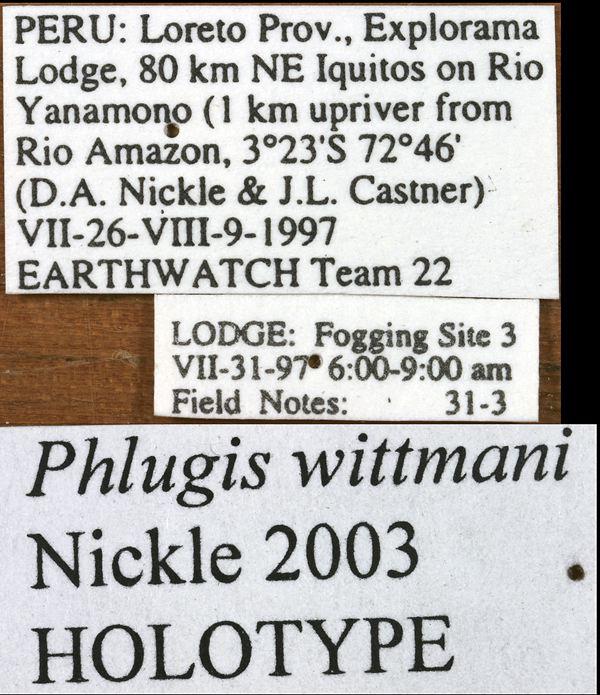 PERU: Loreto Prov., Explorama
Lodge, 80 km NE Iquitos on Rio
Yanamono (1 km upriver from
Rio Amazon, 3°23'S 72°46'
(D.A. Nickle & J.L. Castner)
VII-26-VIII-9-1997
EARTHWATCH Team 22
LODGE: Fogging Site 3
VII-31-97 6:00-9:00 am
Field Notes: 31-3
Phlugis wittmani
Nickle 2003
HOLOTYPE